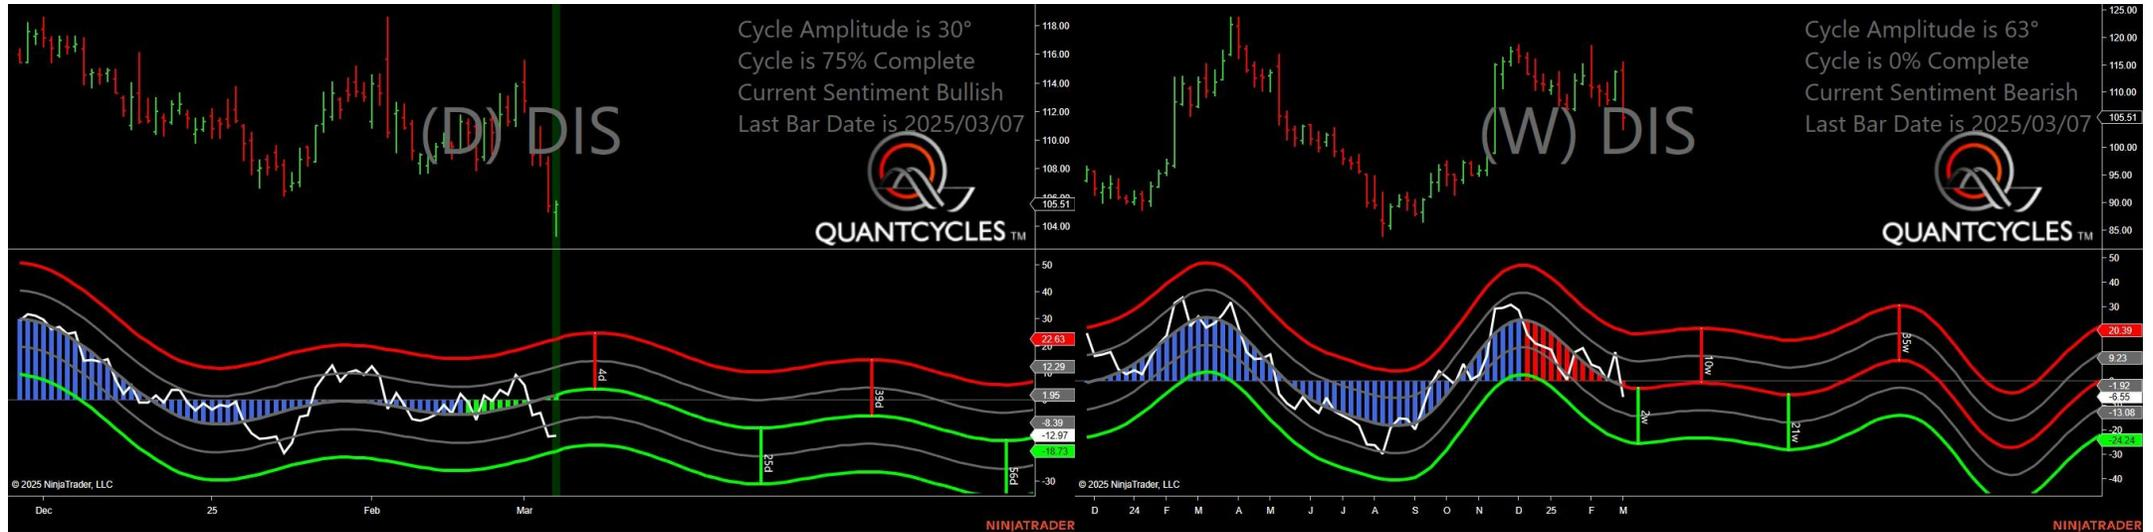 Cycle Amplitude is 30°
Cycle is 75% Complete
Current Sentiment Bullish
Last Bar Date is 2025/03/07
(D) DIS
QUANTCYCLES TM
118.00
116.00
114.00
112.00
110.00
108.00
105.51
104.00
50
40
30
22.63
12.29
1.95
-8.39
-12.97
-18.73
-30
4d
25d
39d
56d
© 2025 NinjaTrader, LLC
Dec
25
Feb
Mar
NINJATRADER
Cycle Amplitude is 63°
Cycle is 0% Complete
Current Sentiment Bearish
Last Bar Date is 2025/03/07
(W) DIS
QUANTCYCLES TM
125.00
120.00
115.00
110.00
105.51
100.00
95.00
90.00
85.00
50
40
30
20.39
9.23
-1.92
-6.55
-13.08
-20
-24.24
-30
-40
2w
10w
21w
35w
© 2025 NinjaTrader, LLC
D
24
F
M
A
M
J
J
A
S
O
N
D
25
F
M
NINJATRADER